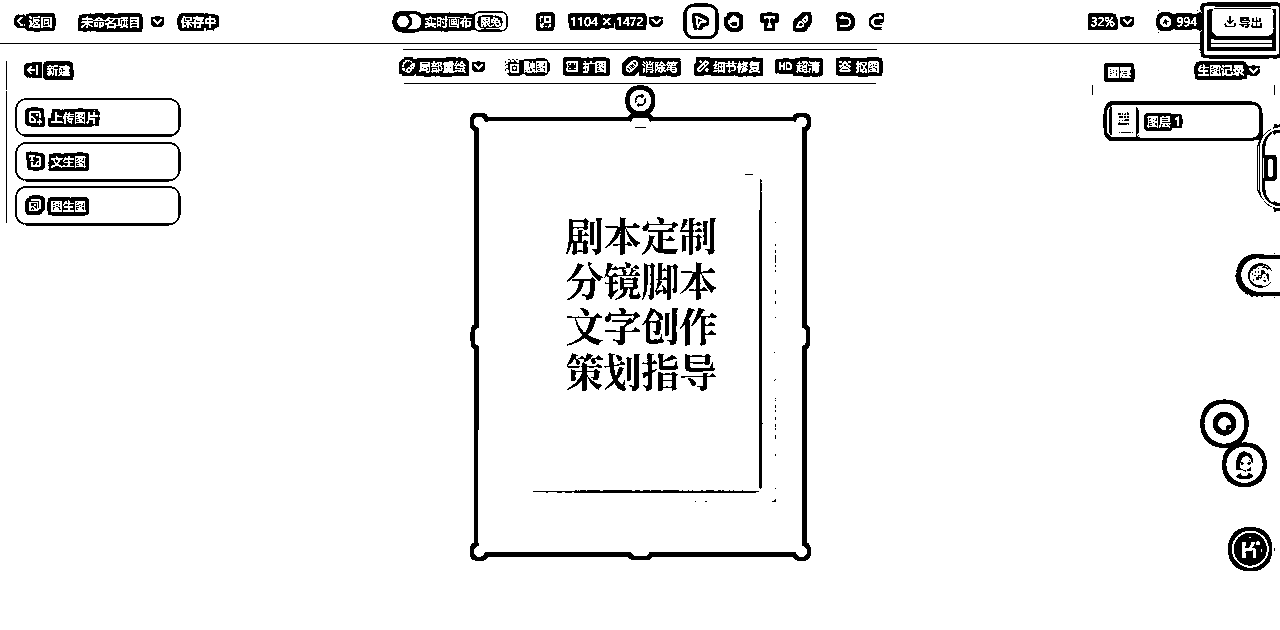 返回 未命名项目 保存中 实时画布 限免 1104 × 1472 32% 994 导出
新建 局部重绘 融图 扩图 消除笔 细节修复 HD 超清 抠图 图层 生图记录
上传图片
文生图
图生图
图层 1
剧本定制
分镜脚本
文字创作
策划指导